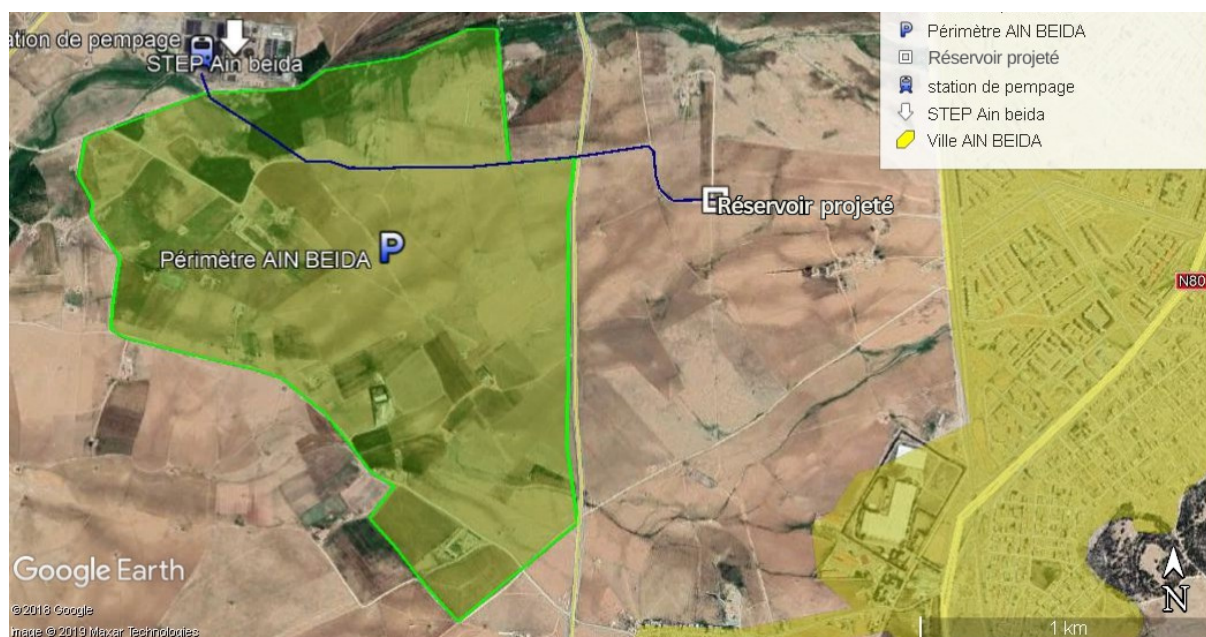 ation de pempage
STEP Ain beida
Périmètre AIN BEIDA
Réservoir projeté
station de pempage
STEP Ain beida
Ville AIN BEIDA
Réservoir projeté
Périmètre AIN BEIDA
N80
Google Earth
©2018 Google
Image © 2019 Maxar Technologies
N
1 km